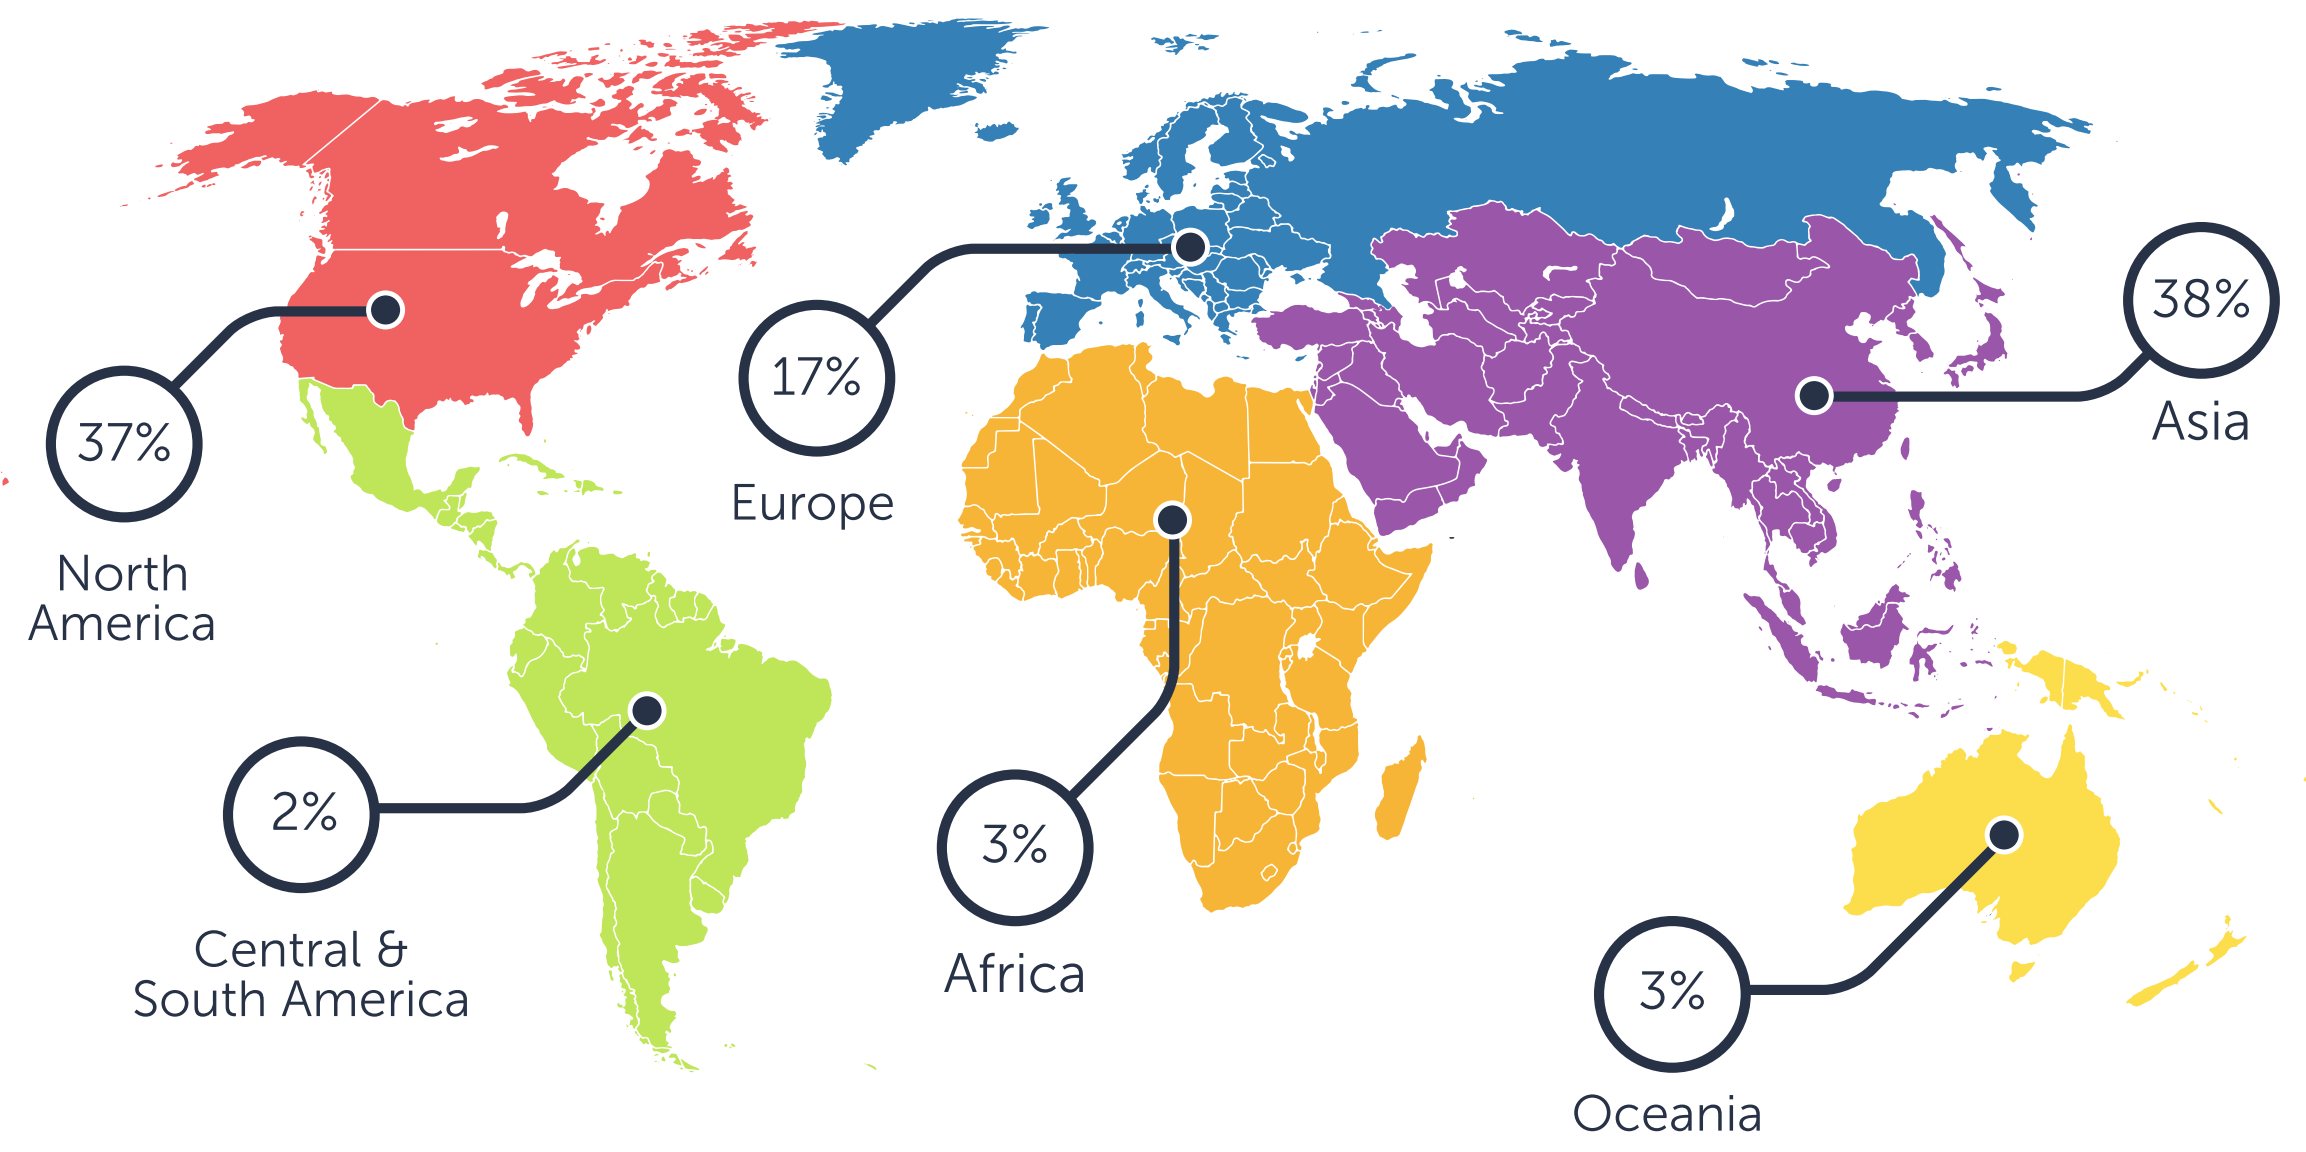 37%
North
America
17%
Europe
38%
Asia
2%
Central &
South America
3%
Africa
3%
Oceania